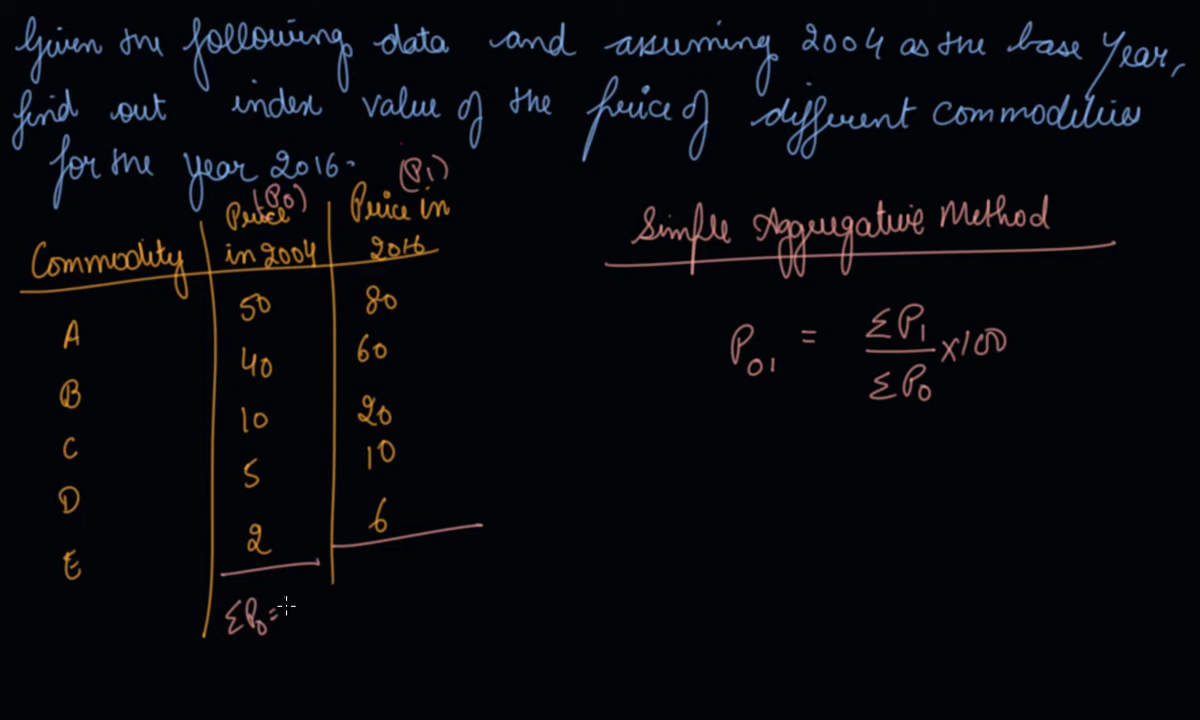 Given the following data and assuming 2004 as the base year,
find out index value of the price of different commodities
for the year 2016.
Commodity
Price (P0)
in 2004
(P1)
Price in
2016
A 50 80
B 40 60
C 10 20
D 5 10
E 2 6
ΣP0 =
Simple Aggregative Method
P01 = ΣP1 / ΣP0 × 100